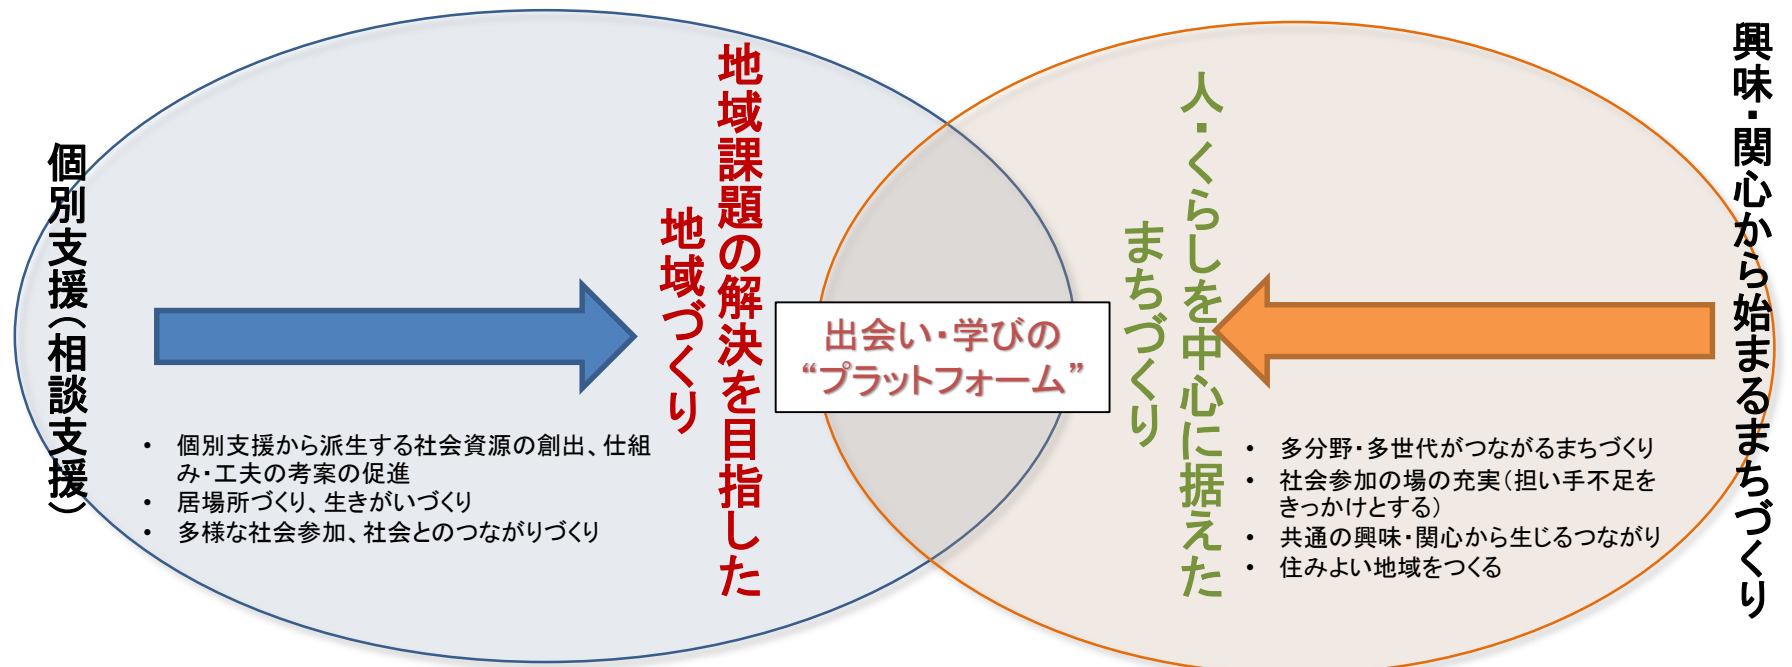 個別支援（相談支援）
地域課題の解決を目指した
地域づくり
• 個別支援から派生する社会資源の創出、仕組
み・工夫の考案の促進
• 居場所づくり、生きがいづくり
• 多様な社会参加、社会とのつながりづくり
出会い・学びの
“プラットフォーム”
人・くらしを中心に据えた
まちづくり
• 多分野・多世代がつながるまちづくり
• 社会参加の場の充実（担い手不足を
きっかけとする）
• 共通の興味・関心から生じるつながり
• 住みよい地域をつくる
興味・関心から始まるまちづくり